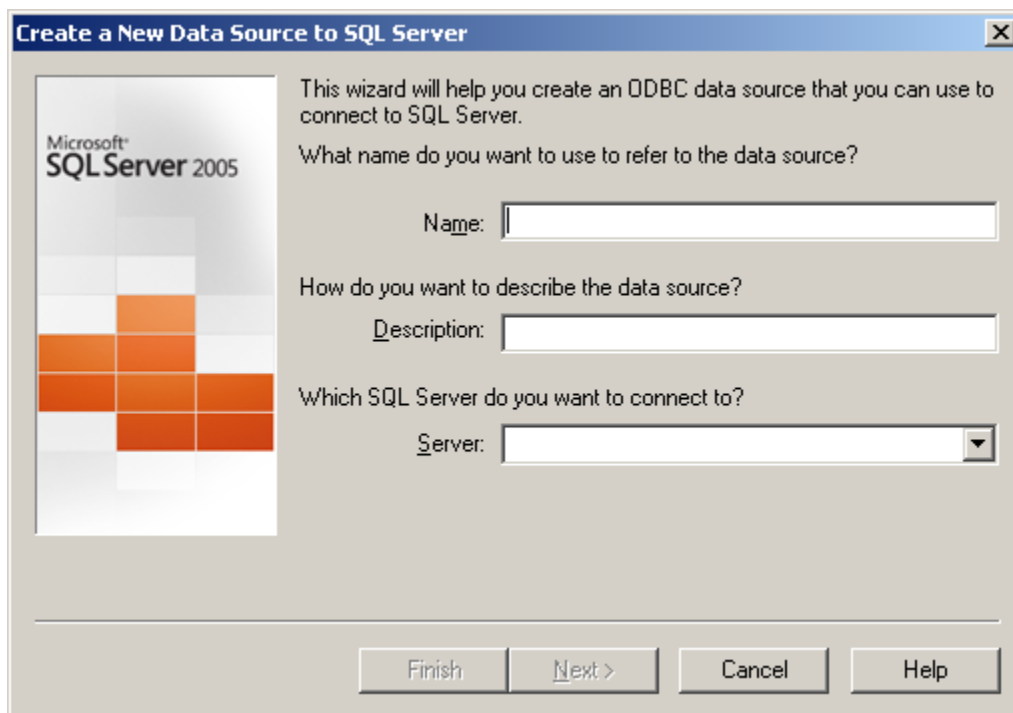 Create a New Data Source to SQL Server
This wizard will help you create an ODBC data source that you can use to
connect to SQL Server.
What name do you want to use to refer to the data source?
Microsoft
SQL Server 2005
Name:
How do you want to describe the data source?
Description:
Which SQL Server do you want to connect to?
Server:
Finish
Next >
Cancel
Help